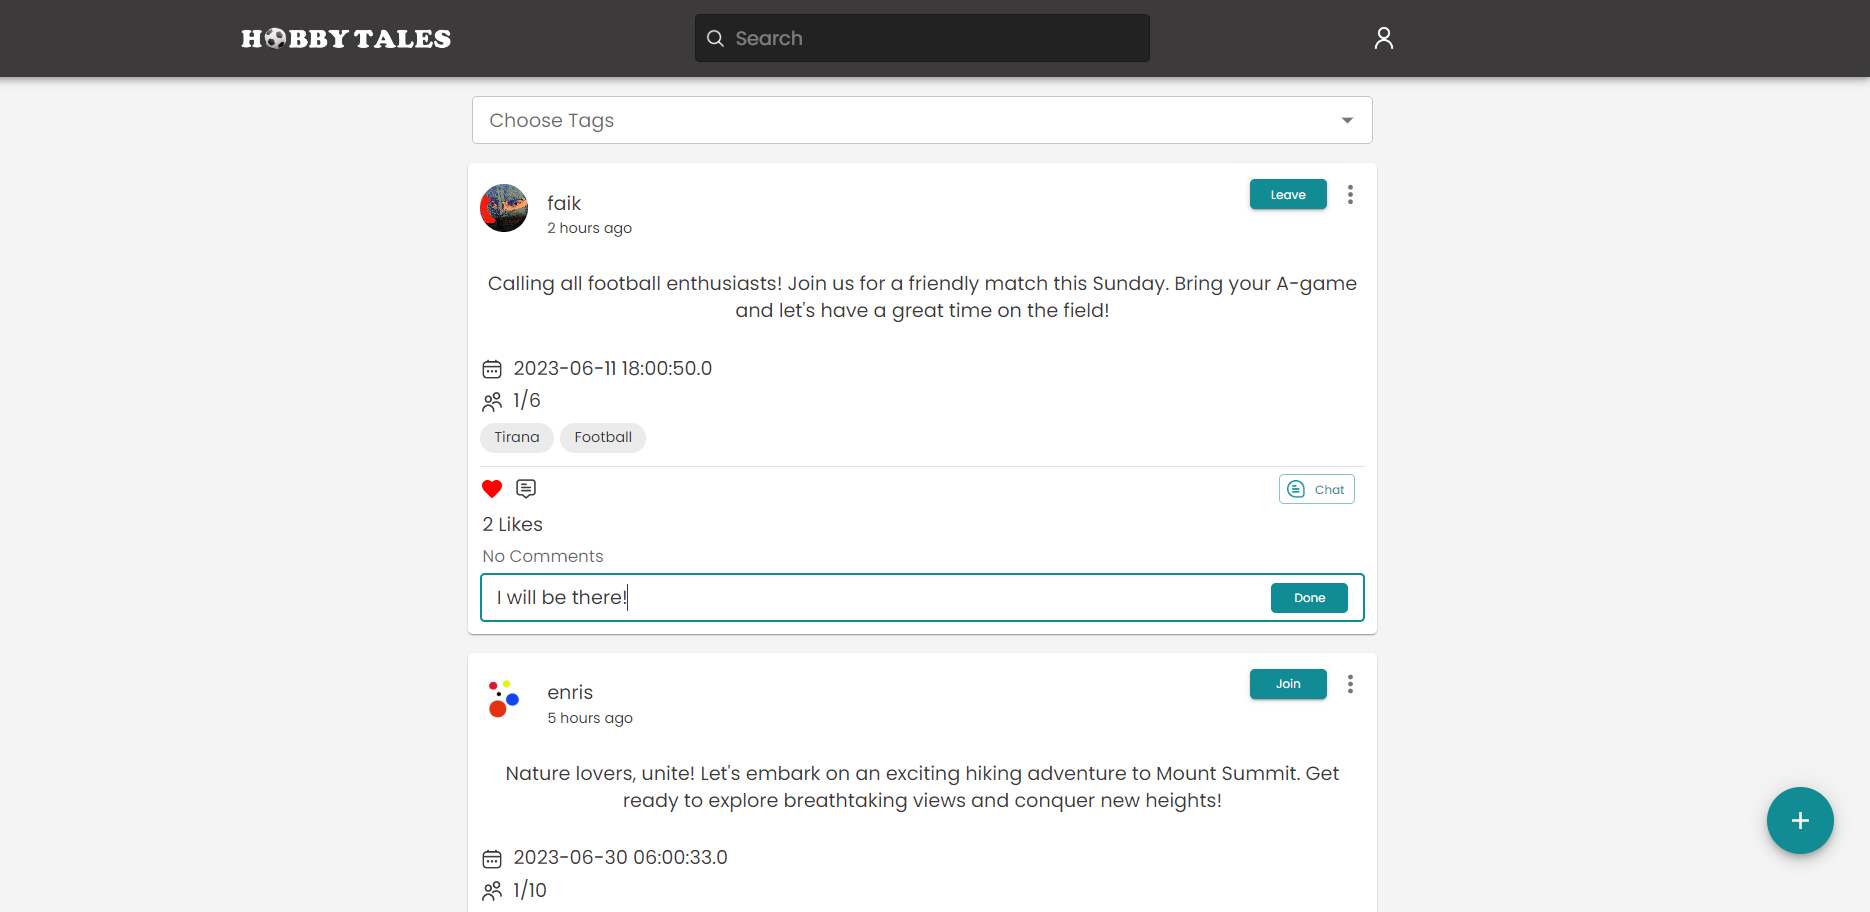 HOBBY TALES
Search
Choose Tags
faik
Leave
2 hours ago
Calling all football enthusiasts! Join us for a friendly match this Sunday. Bring your A-game
and let's have a great time on the field!
2023-06-11 18:00:50.0
1/6
Tirana Football
Chat
2 Likes
No Comments
I will be there!
Done
enris
Join
5 hours ago
Nature lovers, unite! Let's embark on an exciting hiking adventure to Mount Summit. Get
ready to explore breathtaking views and conquer new heights!
2023-06-30 06:00:33.0
1/10